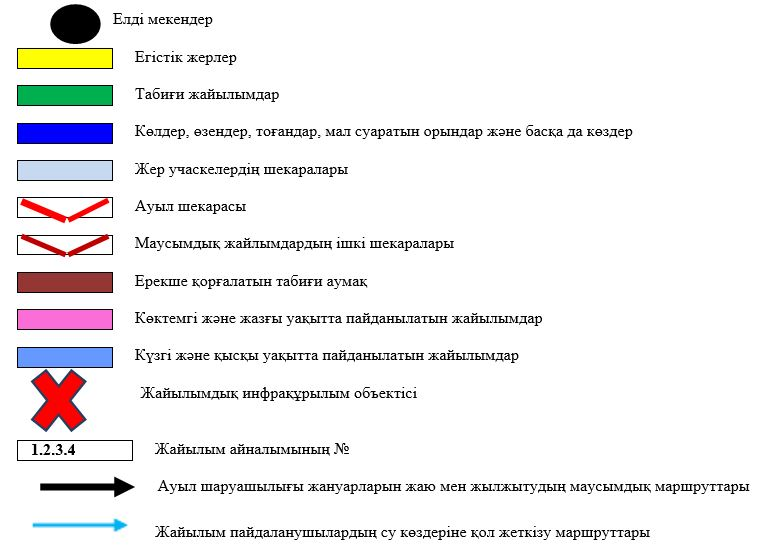 Елді мекендер
Егістік жерлер
Табиғи жайылымдар
Көлдер, өзендер, тоғандар, мал суаратын орындар және басқа да көздер
Жер учаскелердің шекаралары
Ауыл шекарасы
Маусымдық жайлымдардың ішкі шекаралары
Ерекше қорғалатын табиғи аумақ
Көктемгі және жазғы уақытта пайданылатын жайылымдар
Күзгі және қысқы уақытта пайданылатын жайылымдар
Жайылымдық инфрақұрылым объектісі
1.2.3.4 Жайылым айналымының №
Ауыл шаруашылығы жануарларын жаю мен жылжытудың маусымдық маршруттары
Жайылым пайдаланушылардың су көздеріне қол жеткізу маршруттары